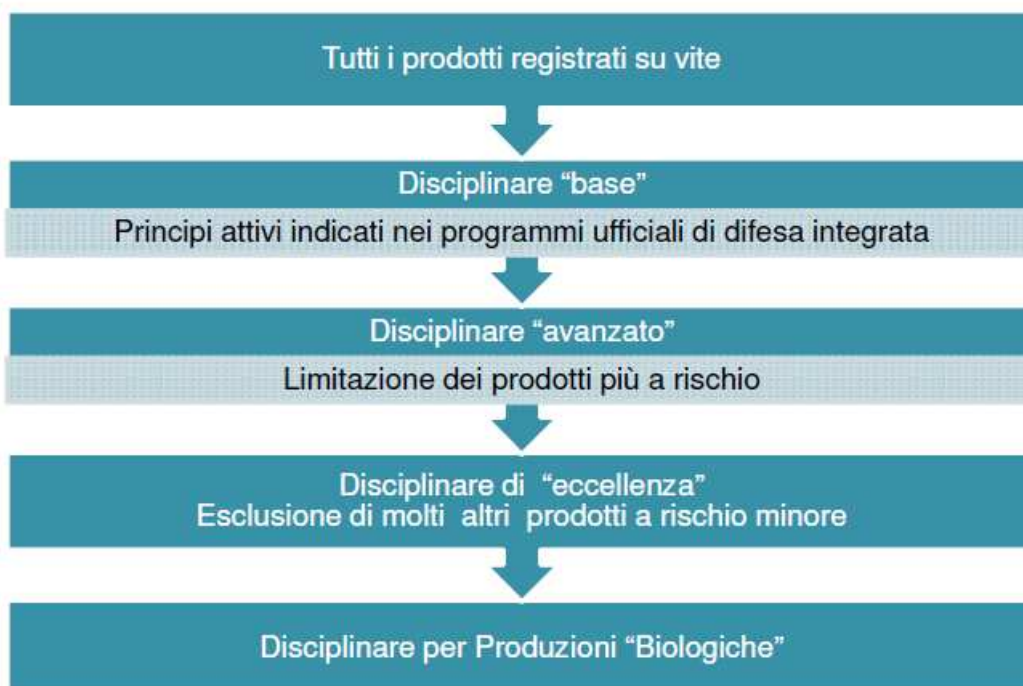 Tutti i prodotti registrati su vite
Disciplinare “base”
Principi attivi indicati nei programmi ufficiali di difesa integrata
Disciplinare “avanzato”
Limitazione dei prodotti più a rischio
Disciplinare di “eccellenza”
Esclusione di molti altri prodotti a rischio minore
Disciplinare per Produzioni “Biologiche”